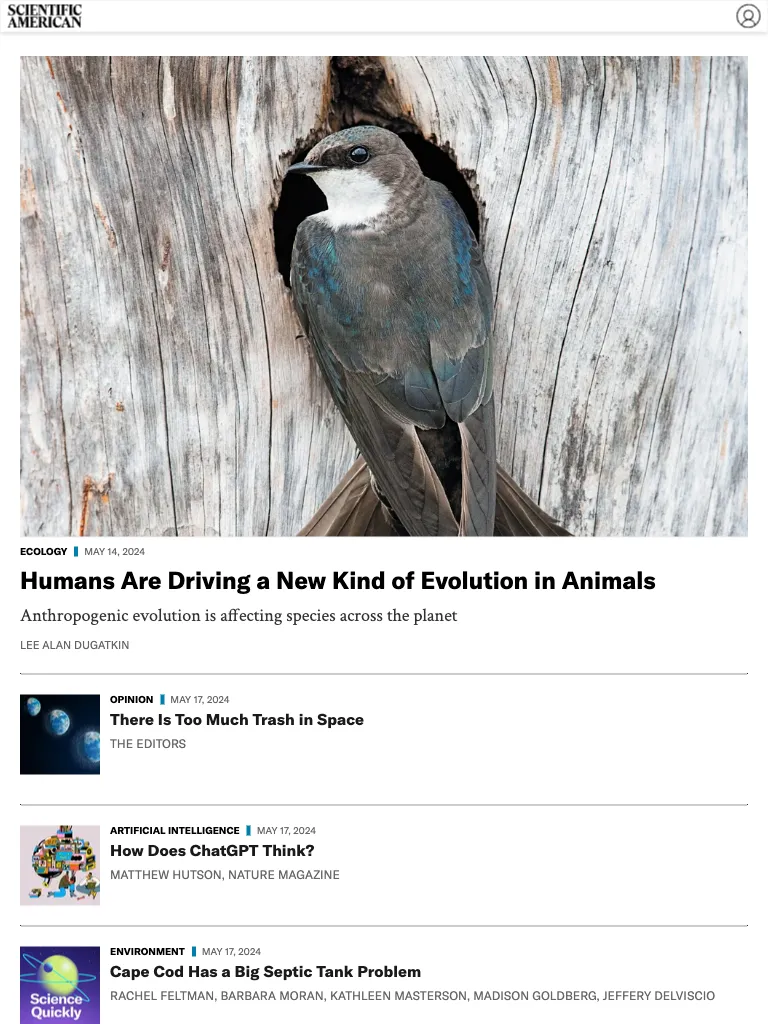 SCIENTIFIC
AMERICAN
ECOLOGY MAY 14, 2024
Humans Are Driving a New Kind of Evolution in Animals
Anthropogenic evolution is affecting species across the planet
LEE ALAN DUGATKIN
OPINION MAY 17, 2024
There Is Too Much Trash in Space
THE EDITORS
ARTIFICIAL INTELLIGENCE MAY 17, 2024
How Does ChatGPT Think?
MATTHEW HUTSON, NATURE MAGAZINE
ENVIRONMENT MAY 17, 2024
Cape Cod Has a Big Septic Tank Problem
RACHEL FELTMAN, BARBARA MORAN, KATHLEEN MASTERSON, MADISON GOLDBERG, JEFFERY DELVISCIO
Science
Quickly